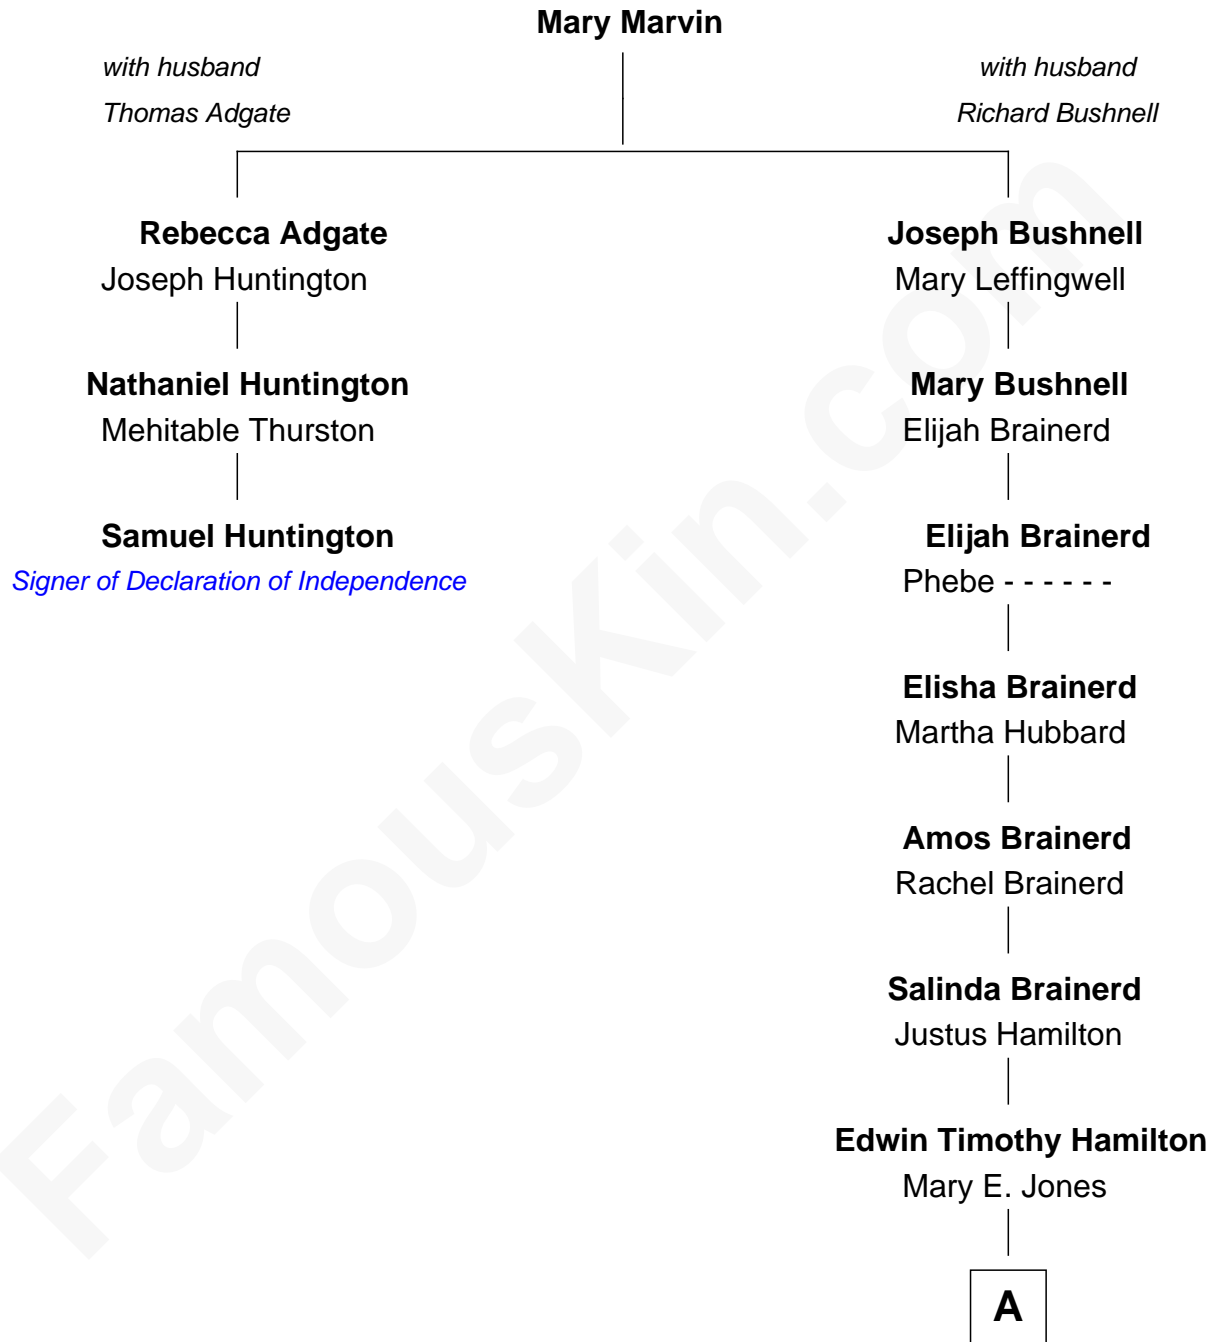 Mary Marvin
with husband
Thomas Adgate
with husband
Richard Bushnell
Rebecca Adgate
Joseph Huntington
Nathaniel Huntington
Mehitable Thurston
Samuel Huntington
Signer of Declaration of Independence
Joseph Bushnell
Mary Leffingwell
Mary Bushnell
Elijah Brainerd
Elijah Brainerd
Phebe - - - - - -
Elisha Brainerd
Martha Hubbard
Amos Brainerd
Rachel Brainerd
Salinda Brainerd
Justus Hamilton
Edwin Timothy Hamilton
Mary E. Jones
A
FamousKin.com